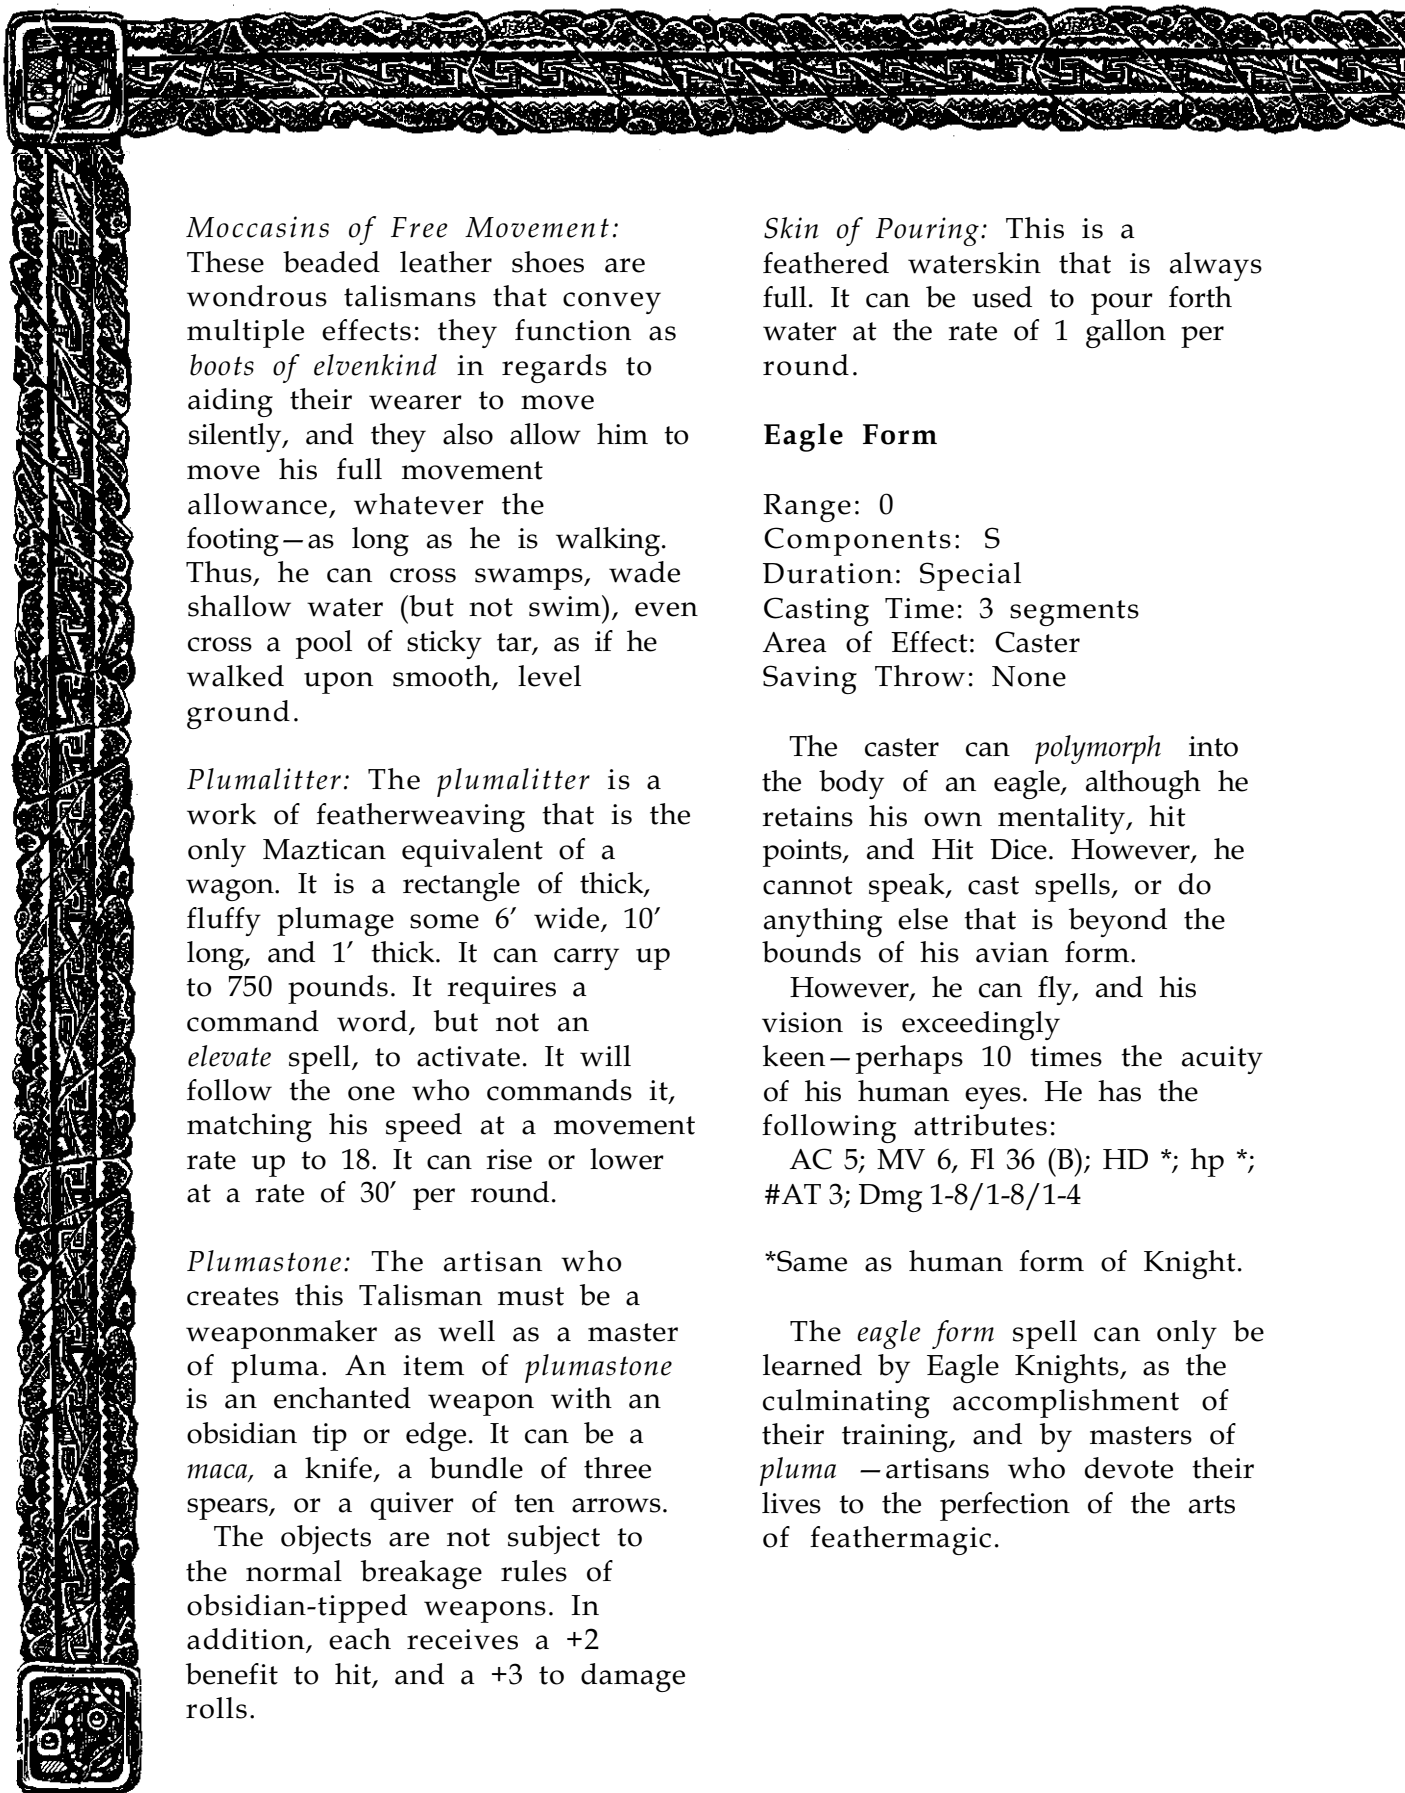 Moccasins of Free Movement:
These beaded leather shoes are
wondrous talismans that convey
multiple effects: they function as
boots of elvenkind in regards to
aiding their wearer to move
silently, and they also allow him to
move his full movement
allowance, whatever the
footing—as long as he is walking.
Thus, he can cross swamps, wade
shallow water (but not swim), even
cross a pool of sticky tar, as if he
walked upon smooth, level
ground.
Plumalitter: The plumalitter is a
work of featherweaving that is the
only Maztican equivalent of a
wagon. It is a rectangle of thick,
fluffy plumage some 6′ wide, 10′
long, and 1′ thick. It can carry up
to 750 pounds. It requires a
command word, but not an
elevate spell, to activate. It will
follow the one who commands it,
matching his speed at a movement
rate up to 18. It can rise or lower
at a rate of 30′ per round.
Plumastone: The artisan who
creates this Talisman must be a
weaponmaker as well as a master
of pluma. An item of plumastone
is an enchanted weapon with an
obsidian tip or edge. It can be a
maca, a knife, a bundle of three
spears, or a quiver of ten arrows.
The objects are not subject to
the normal breakage rules of
obsidian-tipped weapons. In
addition, each receives a +2
benefit to hit, and a +3 to damage
rolls.
Skin of Pouring: This is a
feathered waterskin that is always
full. It can be used to pour forth
water at the rate of 1 gallon per
round.
Eagle Form
Range: 0
Components: S
Duration: Special
Casting Time: 3 segments
Area of Effect: Caster
Saving Throw: None
The caster can polymorph into
the body of an eagle, although he
retains his own mentality, hit
points, and Hit Dice. However, he
cannot speak, cast spells, or do
anything else that is beyond the
bounds of his avian form.
However, he can fly, and his
vision is exceedingly
keen—perhaps 10 times the acuity
of his human eyes. He has the
following attributes:
AC 5; MV 6, Fl 36 (B); HD *; hp *;
#AT 3; Dmg 1-8/1-8/1-4
*Same as human form of Knight.
The eagle form spell can only be
learned by Eagle Knights, as the
culminating accomplishment of
their training, and by masters of
pluma —artisans who devote their
lives to the perfection of the arts
of feathermagic.